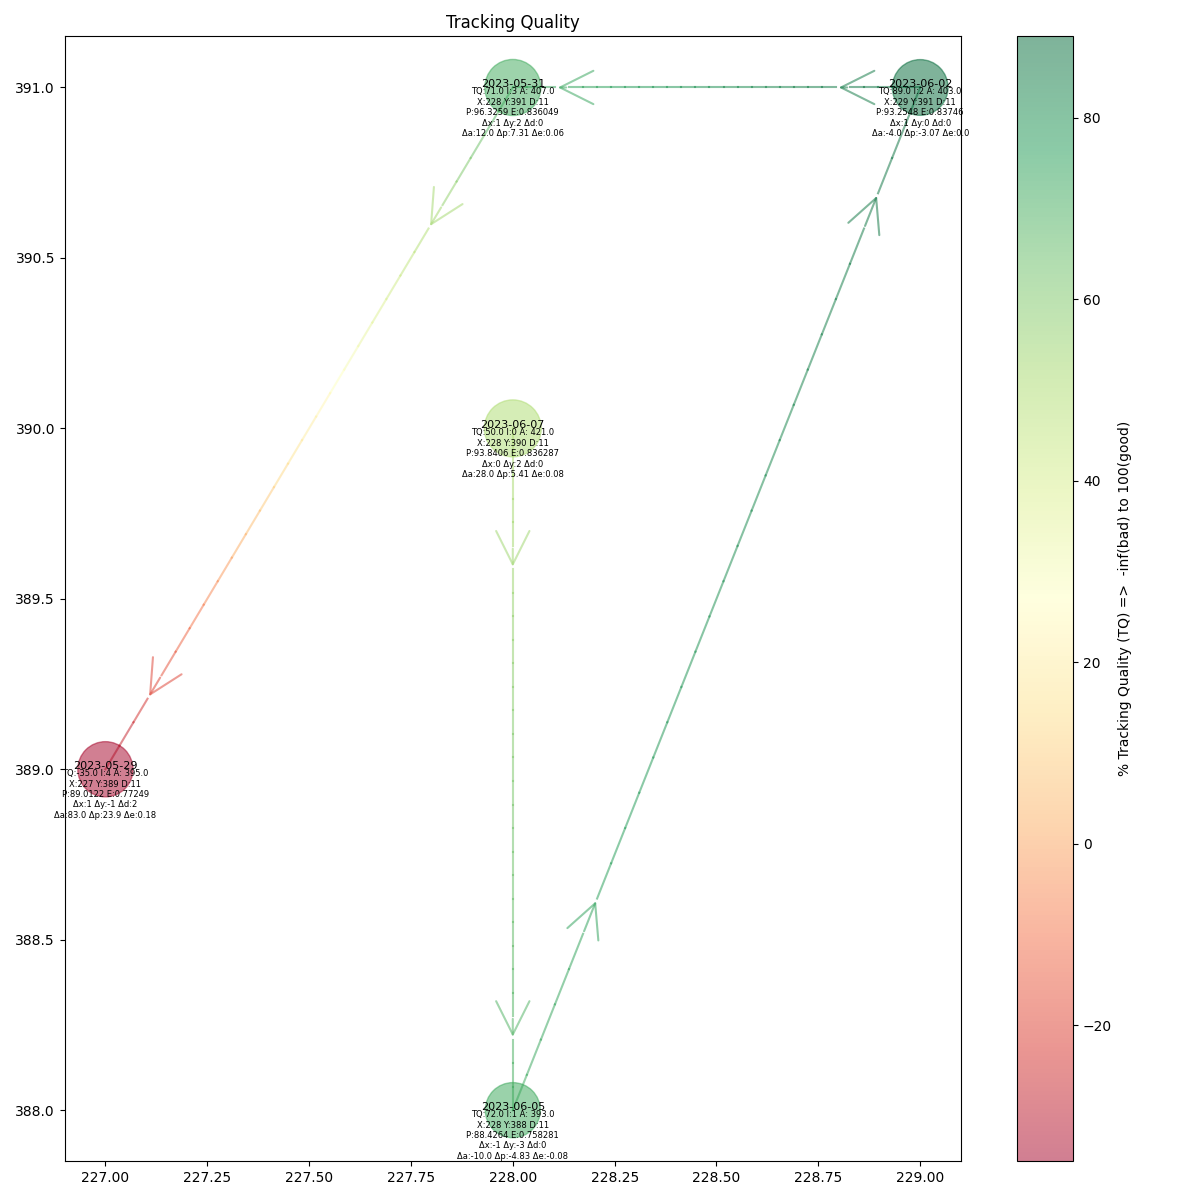 Tracking Quality
391.0
390.5
390.0
389.5
389.0
388.5
388.0
2023-05-31
TQ:71.0 I:3 A: 407.0
X:228 Y:391 D:11
P:96.3259 E:0.836049
Δx:1 Δy:2 Δd:0
Δa:12.0 Δp:7.31 Δe:0.06
2023-06-02
TQ:89.0 I:2 A: 403.0
X:229 Y:391 D:11
P:93.2548 E:0.83746
Δx:1 Δy:0 Δd:0
Δa:-4.0 Δp:-3.07 Δe:0.0
2023-06-07
TQ:50.0 I:0 A: 421.0
X:228 Y:390 D:11
P:93.8406 E:0.836287
Δx:0 Δy:2 Δd:0
Δa:28.0 Δp:5.41 Δe:0.08
2023-05-29
TQ:-35.0 I:4 A: 395.0
X:227 Y:389 D:11
P:89.0122 E:0.77249
Δx:1 Δy:-1 Δd:2
Δa:83.0 Δp:23.9 Δe:0.18
2023-06-05
TQ:72.0 I:1 A: 393.0
X:228 Y:388 D:11
P:88.4264 E:0.758281
Δx:-1 Δy:-3 Δd:0
Δa:-10.0 Δp:-4.83 Δe:-0.08
227.00 227.25 227.50 227.75 228.00 228.25 228.50 228.75 229.00
80
60
40
20
0
−20
% Tracking Quality (TQ) => -inf(bad) to 100(good)